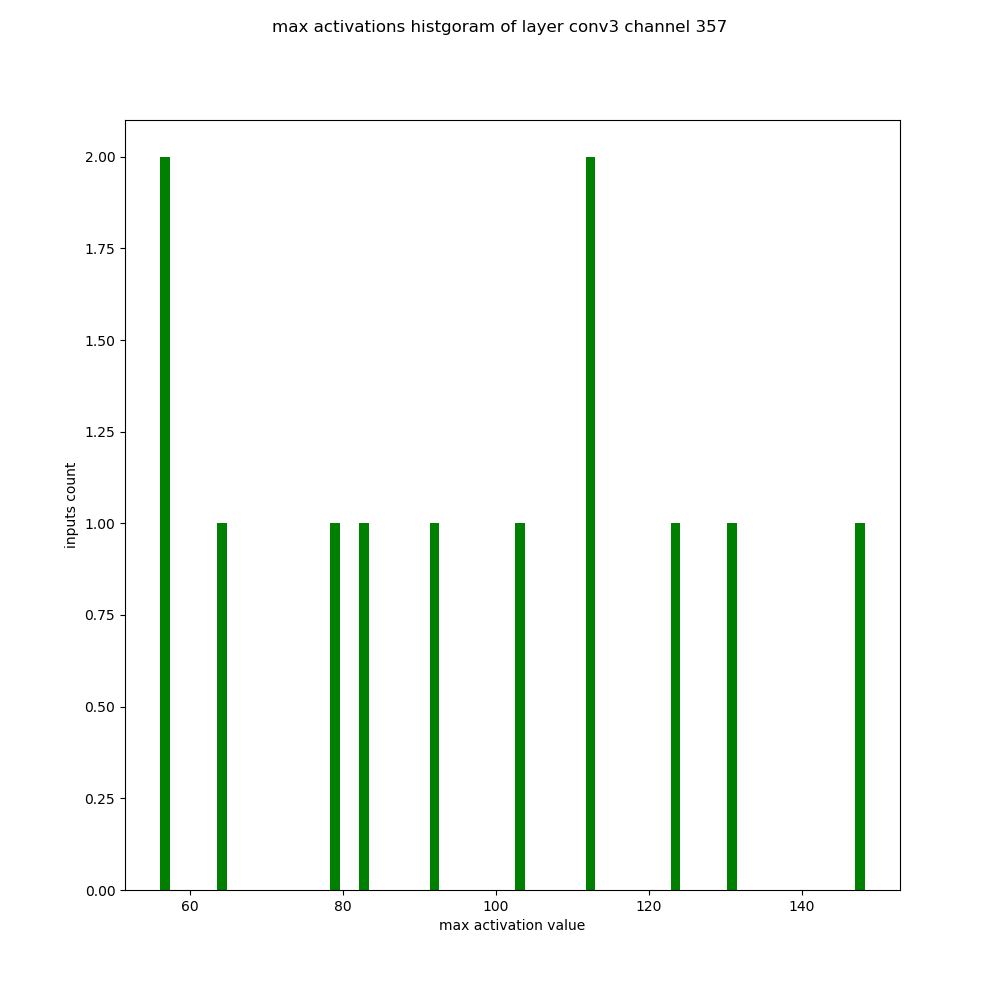 max activations histgoram of layer conv3 channel 357
2.00
1.75
1.50
1.25
1.00
0.75
0.50
0.25
0.00
inputs count
60 80 100 120 140
max activation value